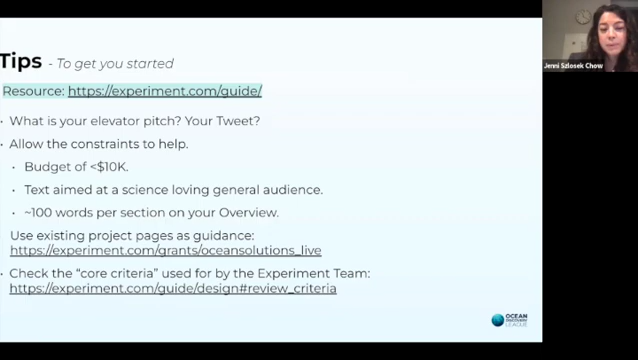 Tips - To get you started
Resource: https://experiment.com/guide/
• What is your elevator pitch? Your Tweet?
• Allow the constraints to help.
• Budget of <$10K.
• Text aimed at a science loving general audience.
• ~100 words per section on your Overview.
Use existing project pages as guidance:
https://experiment.com/grants/oceansolutions_live
• Check the “core criteria” used for by the Experiment Team:
https://experiment.com/guide/design#review_criteria
OCEAN
DISCOVERY
LEAGUE
Jenni Szlosek Chow